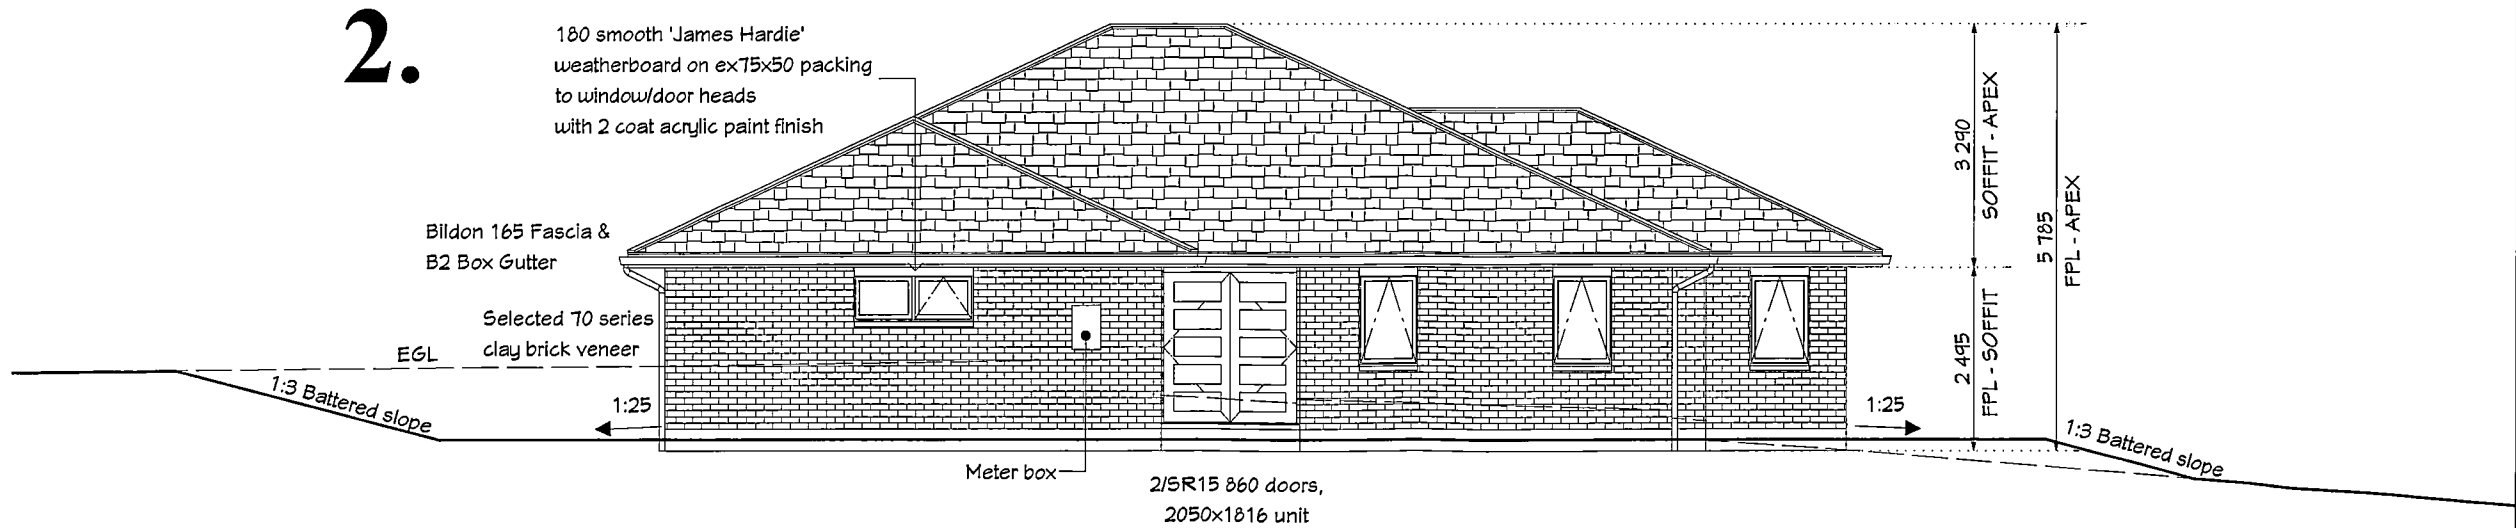 2.
180 smooth 'James Hardie'
weatherboard on ex75x50 packing
to window/door heads
with 2 coat acrylic paint finish
Bildon 165 Fascia &
B2 Box Gutter
Selected 70 series
clay brick veneer
EGL
1:3 Battered slope
1:25
Meter box
2/SR15 860 doors,
2050x1816 unit
3 290
SOFFIT - APEX
2 495
FPL - SOFFIT
5 785
FPL - APEX
1:25
1:3 Battered slope